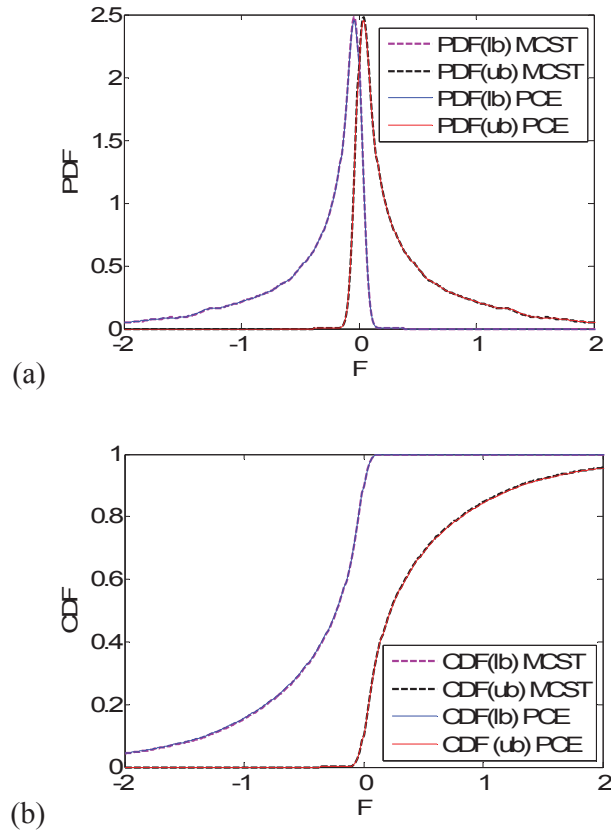 2.5
2
1.5
1
0.5
0
PDF
PDF(lb) MCST
PDF(ub) MCST
PDF(lb) PCE
PDF(ub) PCE
-2 -1 0 1 2
F
(a)
1
0.8
0.6
0.4
0.2
0
CDF
CDF(lb) MCST
CDF(ub) MCST
CDF(lb) PCE
CDF (ub) PCE
-2 -1 0 1 2
F
(b)